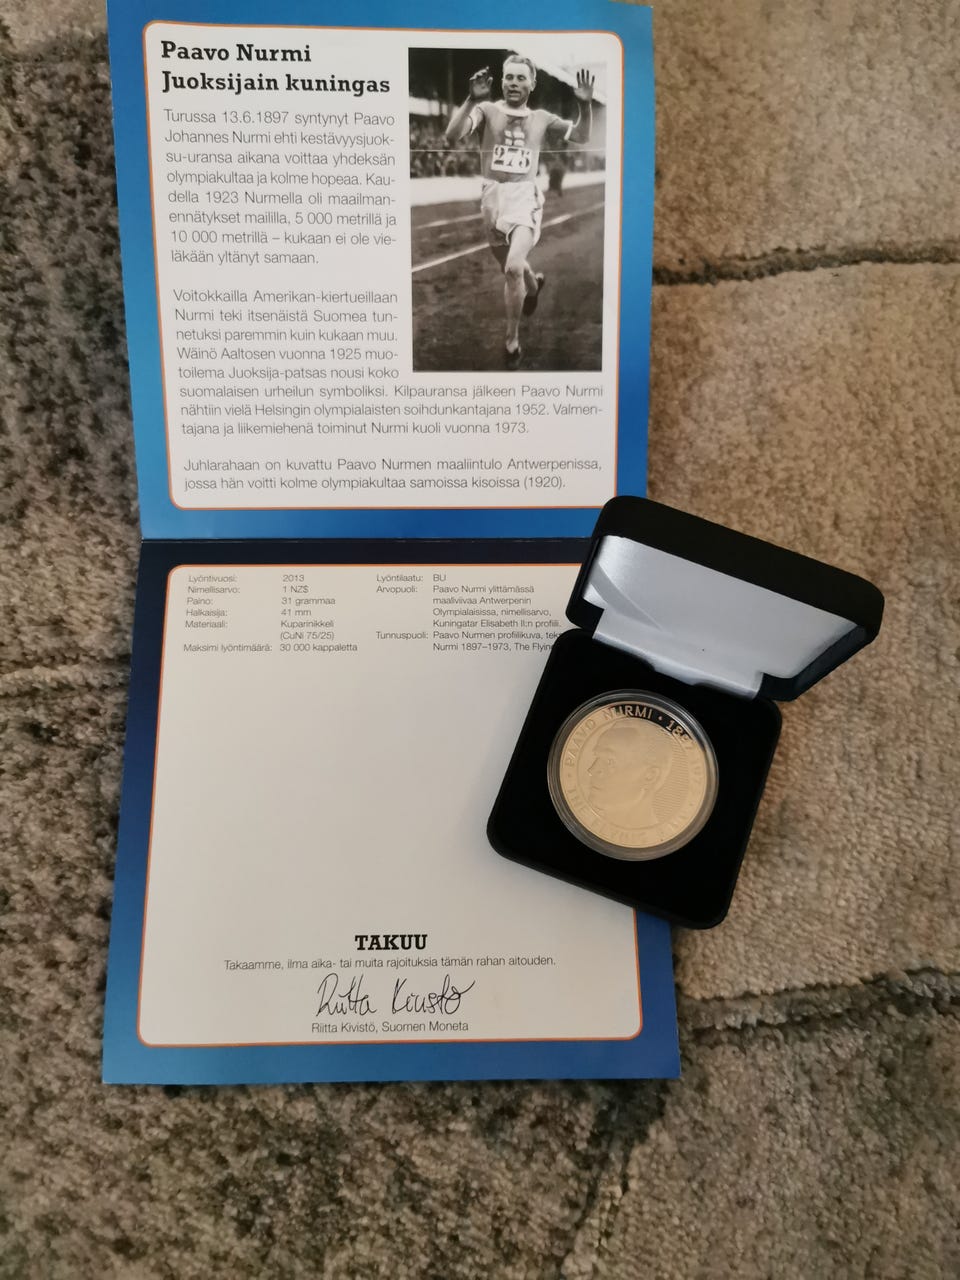 Paavo Nurmi
Juoksijain kuningas
Turussa 13.6.1897 syntynyt Paavo
Johannes Nurmi ehti kestävyysjuok-
su-uransa aikana voittaa yhdeksän
olympiakultaa ja kolme hopeaa. Kau-
della 1923 Nurmella oli maailman-
ennätykset maililla, 5 000 metrillä ja
10 000 metrillä – kukaan ei ole vie-
läkään yltänyt samaan.
Voitokkailla Amerikan-kiertueillaan
Nurmi teki itsenäistä Suomea tun-
netuksi paremmin kuin kukaan muu.
Wäinö Aaltosen vuonna 1925 muo-
toilema Juoksija-patsas nousi koko
suomalaisen urheilun symboliksi. Kilpauransa jälkeen Paavo Nurmi
nähtiin vielä Helsingin olympialaisten soihdunkantajana 1952. Valmen-
tajana ja liikemiehenä toiminut Nurmi kuoli vuonna 1973.
Juhlarahaan on kuvattu Paavo Nurmen maaliintulo Antwerpenissa,
jossa hän voitti kolme olympiakultaa samoissa kisoissa (1920).
Lyöntivuosi: 2013
Nimellisarvo: 1 NZ$
Paino: 31 grammaa
Halkaisija: 41 mm
Materiaali: Kuparinikkeli
(CuNi 75/25)
Maksimi lyöntimäärä: 30 000 kappaletta
Lyöntilaatu: BU
Arvopuoli: Paavo Nurmi ylittämässä
maaliviivaa Antwerpenin
Olympialaisissa, nimellisarvo,
Kuningatar Elisabeth II:n profiili.
Tunnuspuoli: Paavo Nurmen profiilikuva,
Nurmi 1897–1973, The
PAAVO NURMI • 1897
THE FLYING
TAKUU
Takaamme, ilma aika- tai muita rajoituksia tämän rahan aitouden.
Riitta Kivistö
Riitta Kivistö, Suomen Moneta